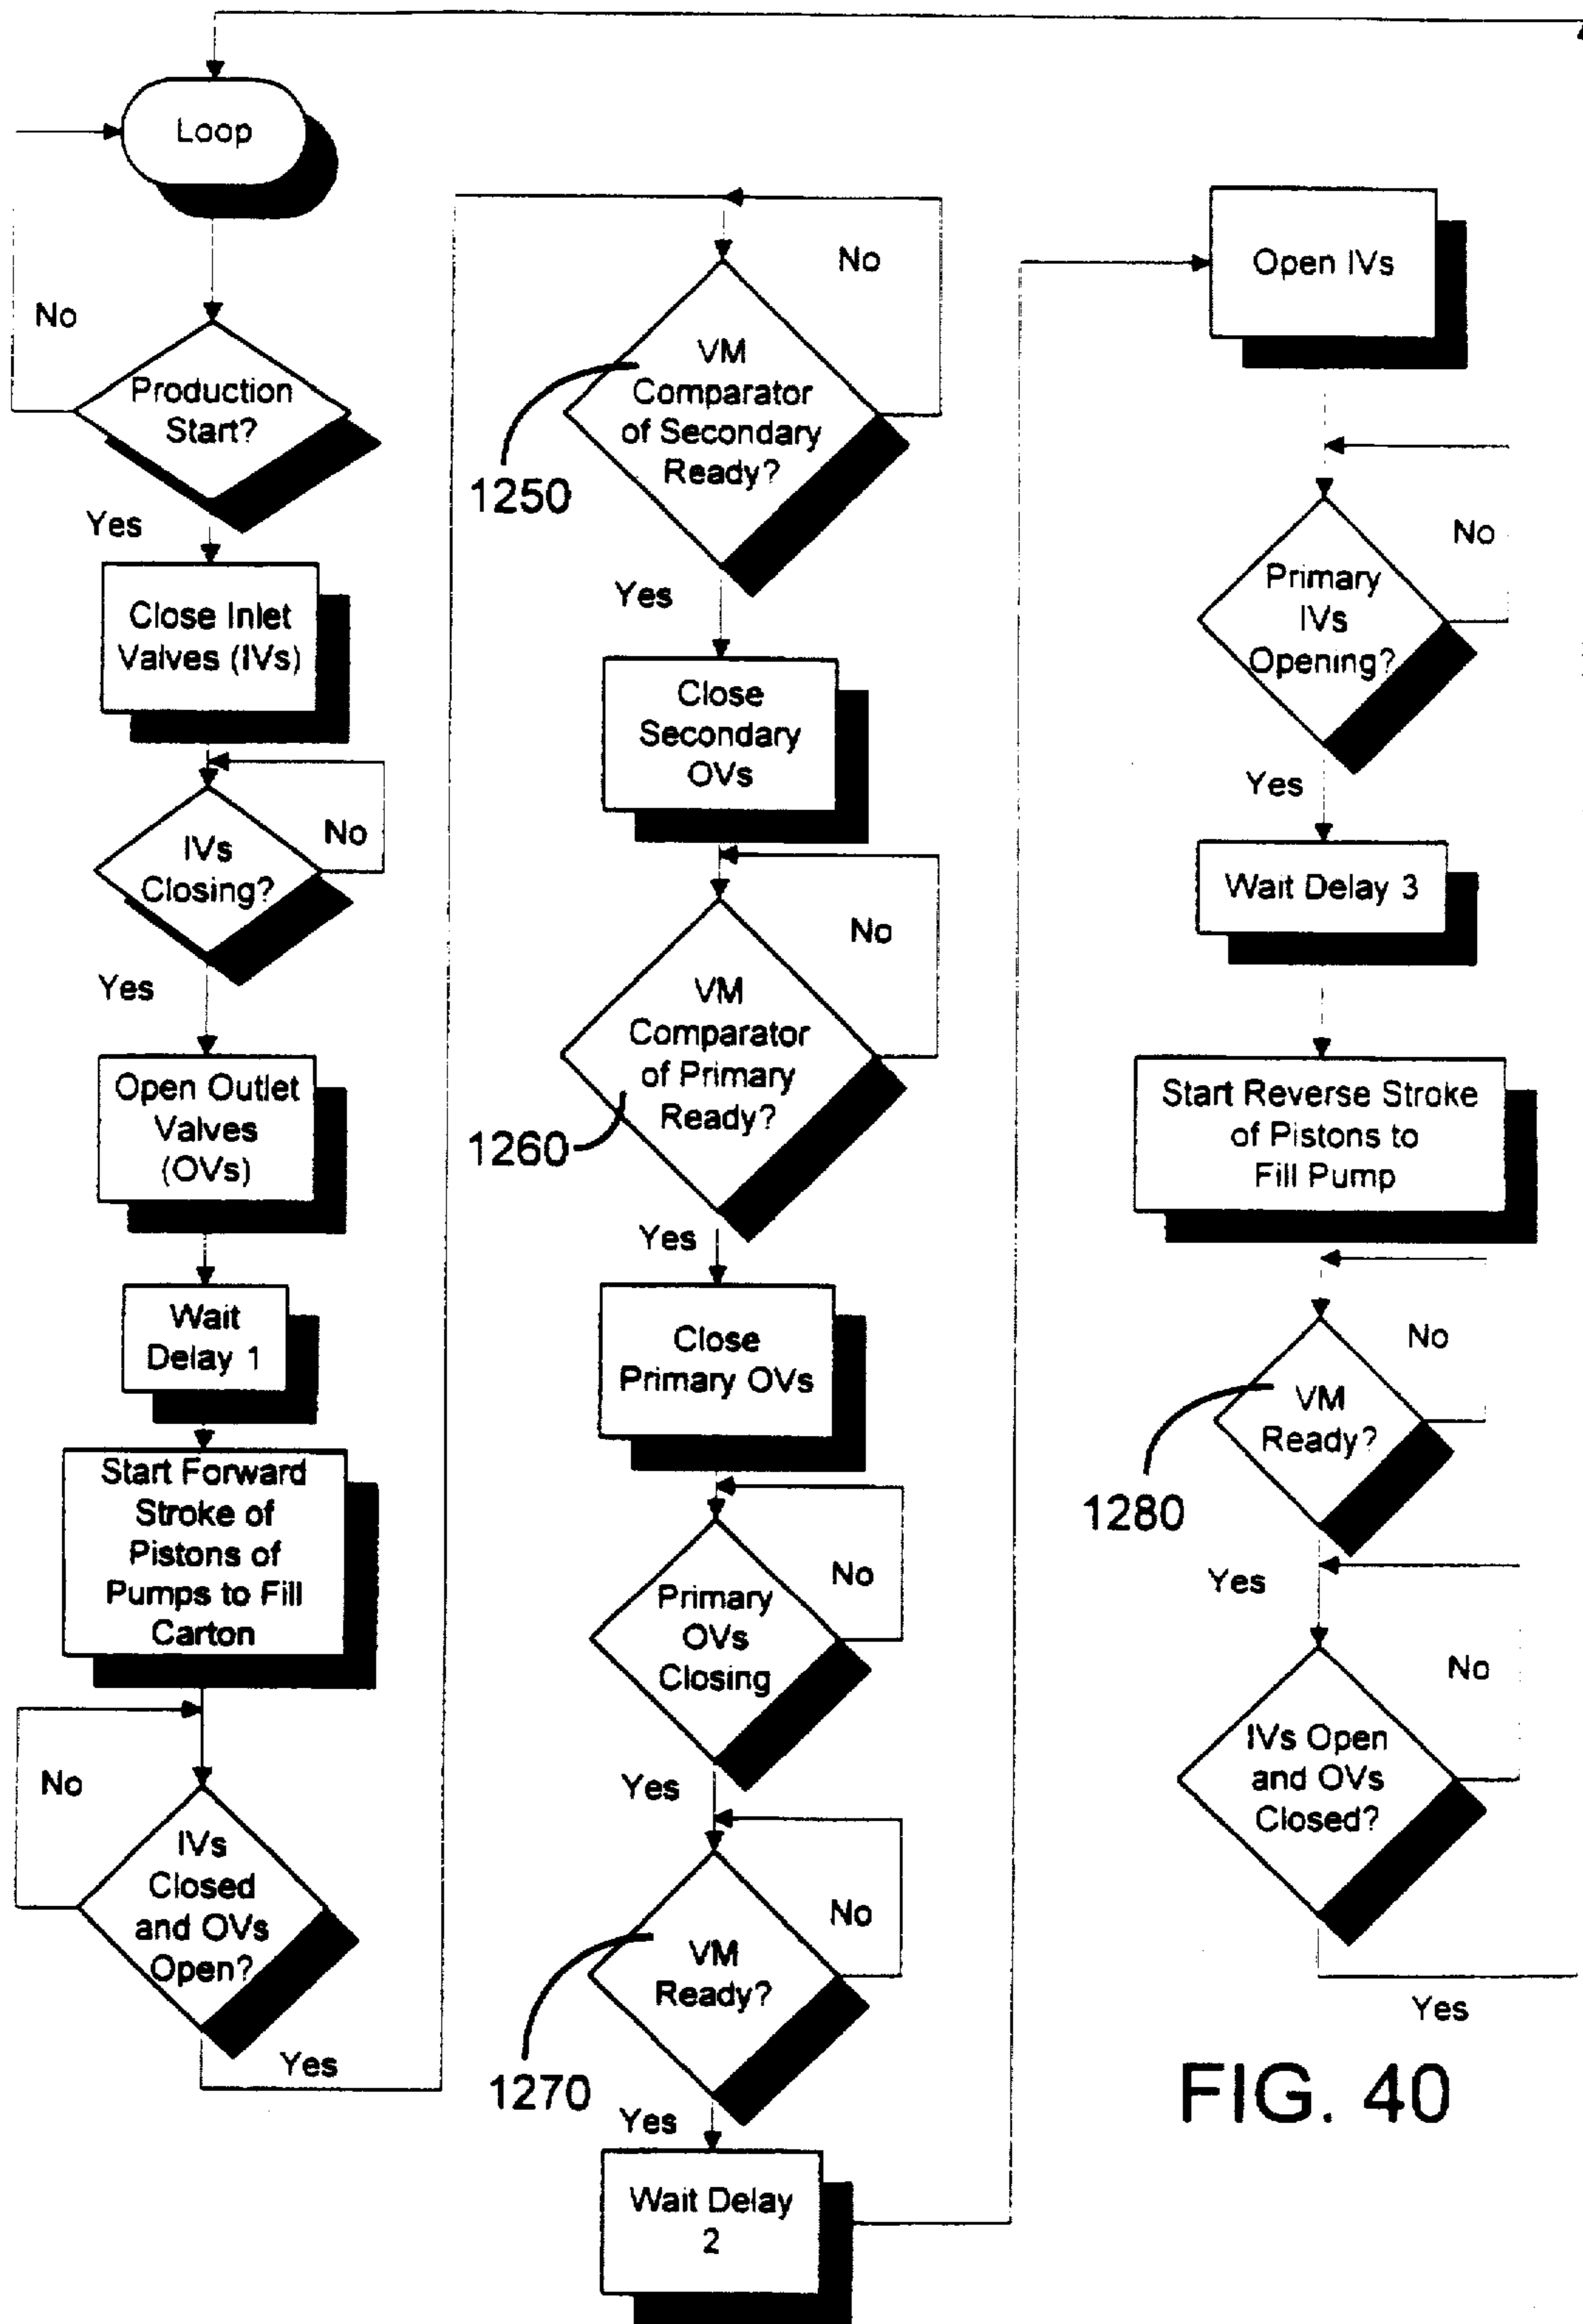 Loop
No
Production
Start?
Yes
Close Inlet
Valves (IVs)
IVs
Closing?
No
Yes
Open Outlet
Valves
(OVs)
Wait
Delay 1
Start Forward
Stroke of
Pistons of
Pumps to Fill
Carton
No
IVs
Closed
and OVs
Open?
Yes
No
VM
Comparator
of Secondary
Ready?
1250
Yes
Close
Secondary
OVs
No
VM
Comparator
of Primary
Ready?
1260
Yes
Close
Primary OVs
No
Primary
OVs
Closing
Yes
No
VM
Ready?
1270
Yes
Wait Delay
2
Open IVs
No
Primary
IVs
Opening?
Yes
Wait Delay 3
Start Reverse Stroke
of Pistons to
Fill Pump
No
VM
Ready?
1280
Yes
No
IVs Open
and OVs
Closed?
Yes
FIG. 40